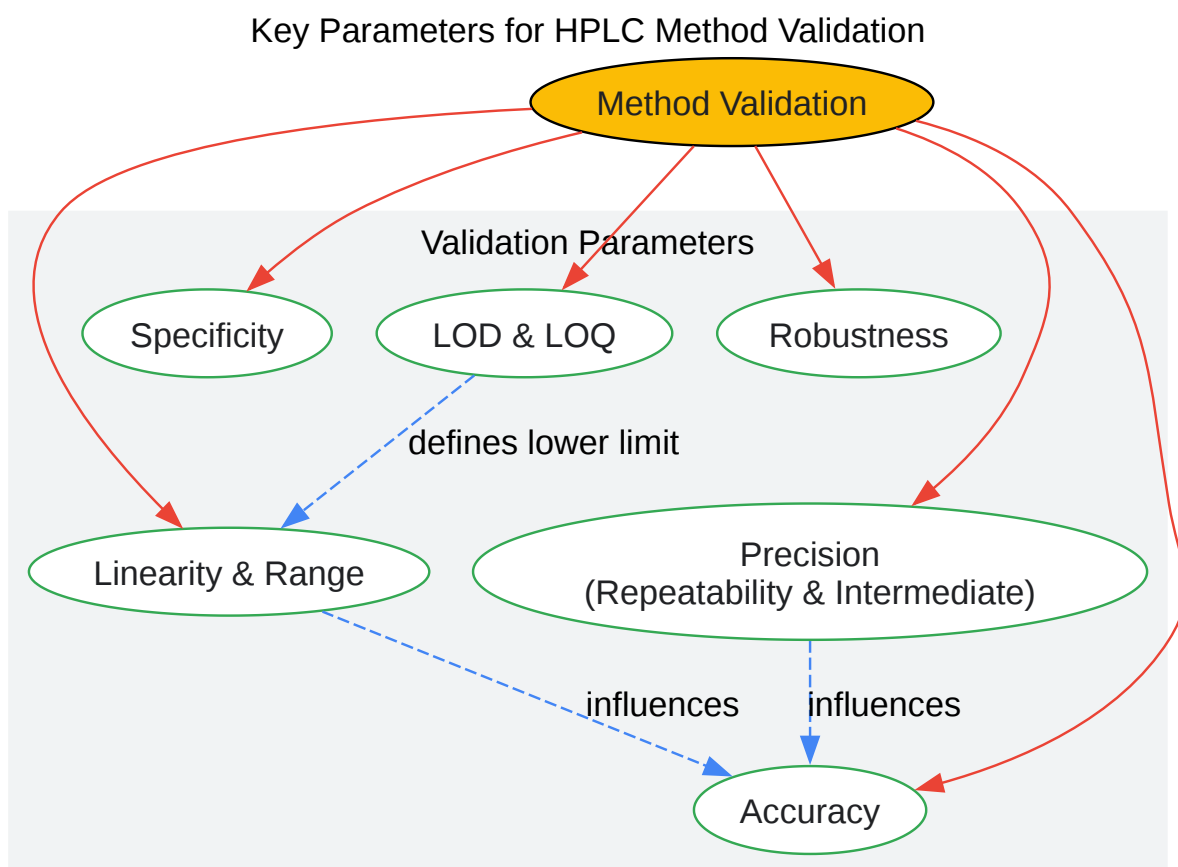 Key Parameters for HPLC Method Validation
Method Validation
Validation Parameters
Specificity
LOD & LOQ
Robustness
defines lower limit
Linearity & Range
Precision
(Repeatability & Intermediate)
influences
influences
Accuracy